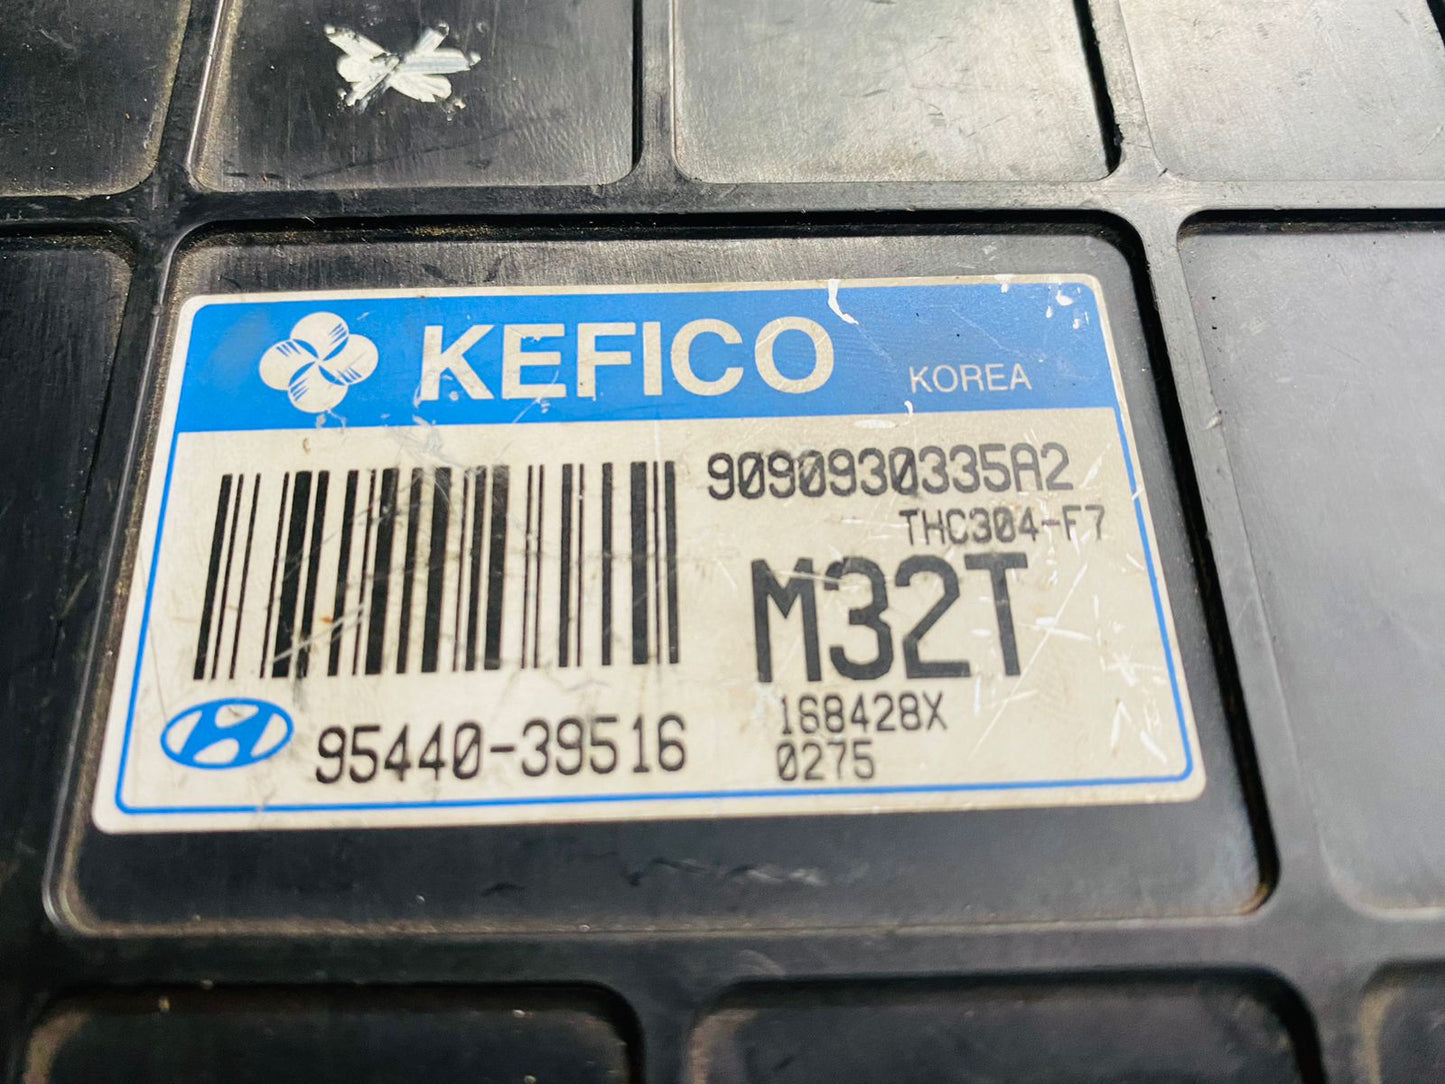 KEFICO KOREA
9090930335A2
THC304-F7
M32T
168428X
0275
95440-39516